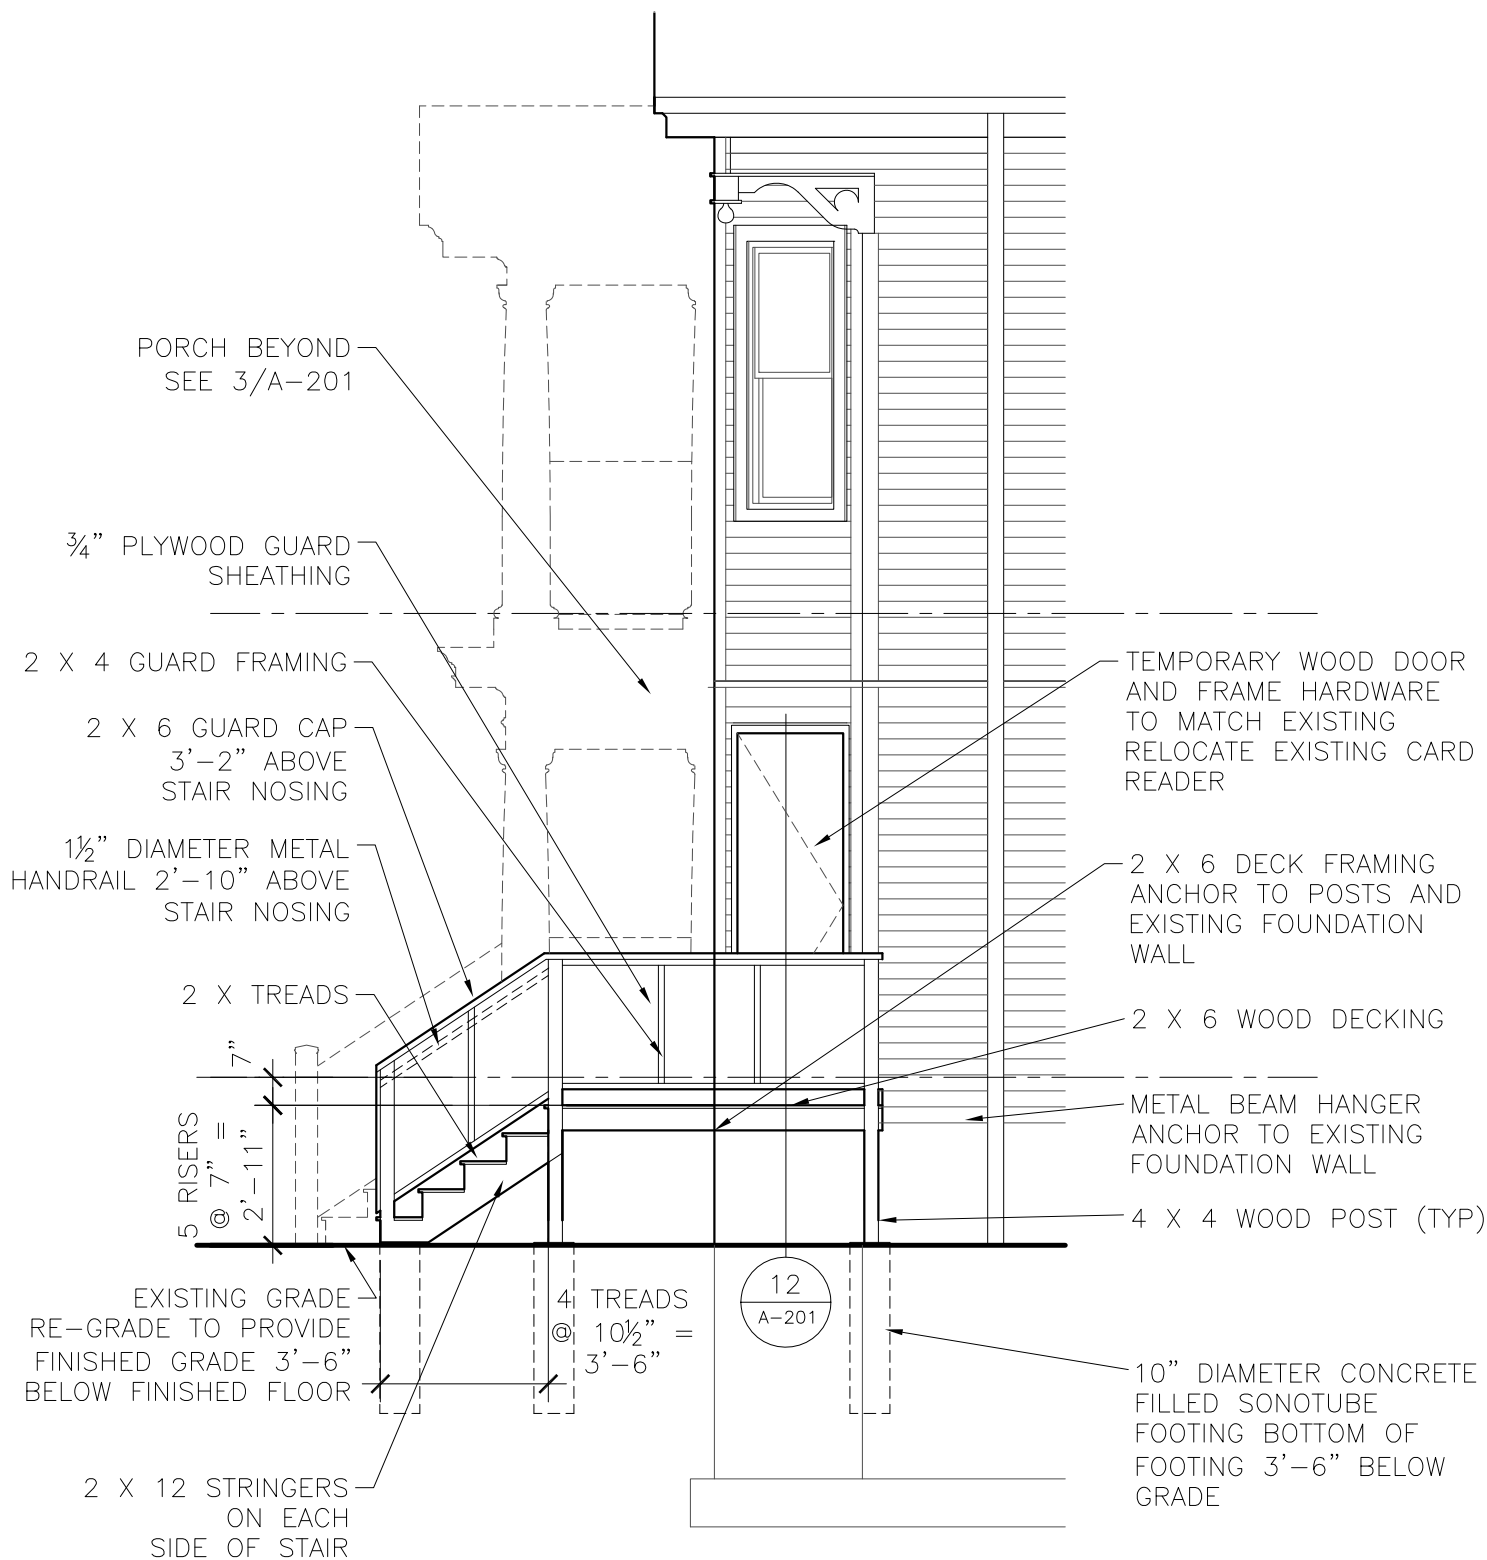 PORCH BEYOND
SEE 3/A-201
¾" PLYWOOD GUARD
SHEATHING
2 X 4 GUARD FRAMING
2 X 6 GUARD CAP
3'-2" ABOVE
STAIR NOSING
1½" DIAMETER METAL
HANDRAIL 2'-10" ABOVE
STAIR NOSING
2 X TREADS
7"
5 RISERS
@ 7" =
2'-11"
EXISTING GRADE
RE-GRADE TO PROVIDE
FINISHED GRADE 3'-6"
BELOW FINISHED FLOOR
2 X 12 STRINGERS
ON EACH
SIDE OF STAIR
4 TREADS
@ 10½" =
3'-6"
12
A-201
TEMPORARY WOOD DOOR
AND FRAME HARDWARE
TO MATCH EXISTING
RELOCATE EXISTING CARD
READER
2 X 6 DECK FRAMING
ANCHOR TO POSTS AND
EXISTING FOUNDATION
WALL
2 X 6 WOOD DECKING
METAL BEAM HANGER
ANCHOR TO EXISTING
FOUNDATION WALL
4 X 4 WOOD POST (TYP)
10" DIAMETER CONCRETE
FILLED SONOTUBE
FOOTING BOTTOM OF
FOOTING 3'-6" BELOW
GRADE